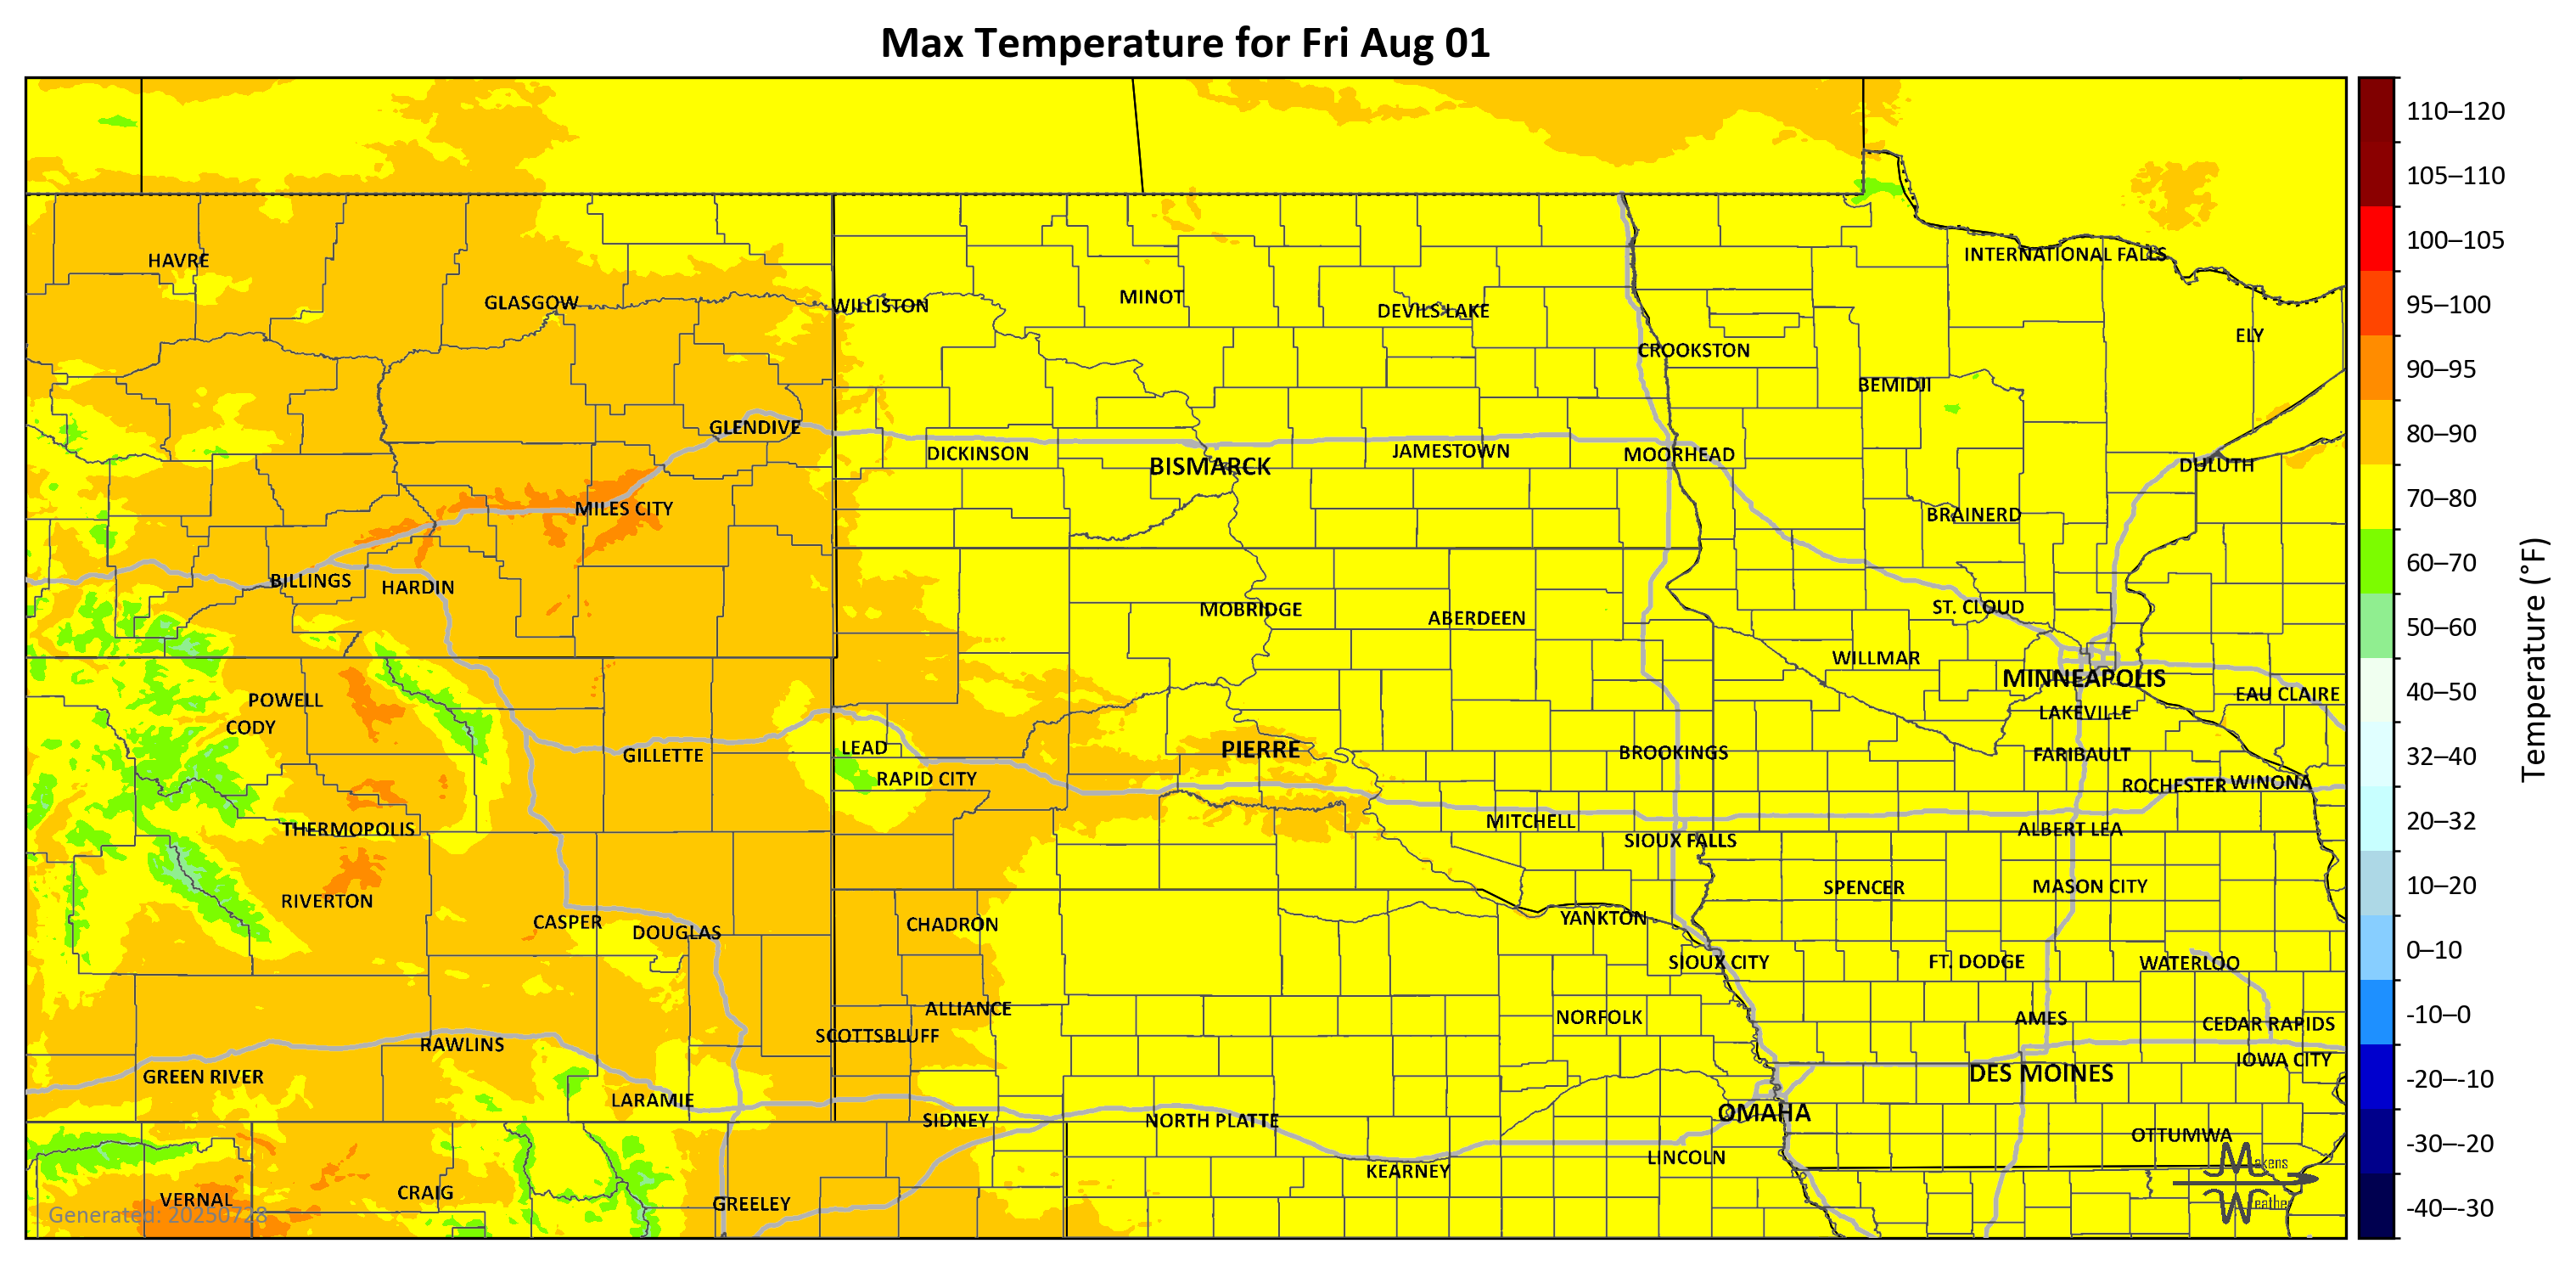 Max Temperature for Fri Aug 01
110–120
105–110
100–105
95–100
90–95
80–90
70–80
60–70
50–60
40–50
32–40
20–32
10–20
0–10
-10–0
-20–-10
-30–-20
-40–-30
Temperature (°F)
HAVRE
INTERNATIONAL FALLS
GLASGOW
WILLISTON
MINOT
DEVILS LAKE
ELY
CROOKSTON
BEMIDJI
GLENDIVE
DICKINSON
BISMARCK
JAMESTOWN
MOORHEAD
DULUTH
MILES CITY
BRAINERD
BILLINGS
HARDIN
MOBRIDGE
ABERDEEN
ST. CLOUD
WILLMAR
MINNEAPOLIS
EAU CLAIRE
POWELL
CODY
LAKEVILLE
GILLETTE
LEAD
PIERRE
BROOKINGS
FARIBAULT
RAPID CITY
ROCHESTER
WINONA
THERMOPOLIS
MITCHELL
ALBERT LEA
SIOUX FALLS
RIVERTON
SPENCER
MASON CITY
CASPER
DOUGLAS
CHADRON
YANKTON
SIOUX CITY
FT. DODGE
WATERLOO
ALLIANCE
NORFOLK
AMES
CEDAR RAPIDS
SCOTTSBLUFF
RAWLINS
IOWA CITY
GREEN RIVER
DES MOINES
LARAMIE
SIDNEY
NORTH PLATTE
OMAHA
OTTUMWA
LINCOLN
KEARNEY
VERNAL
CRAIG
GREELEY
Makens
Weather
Generated: 20250728